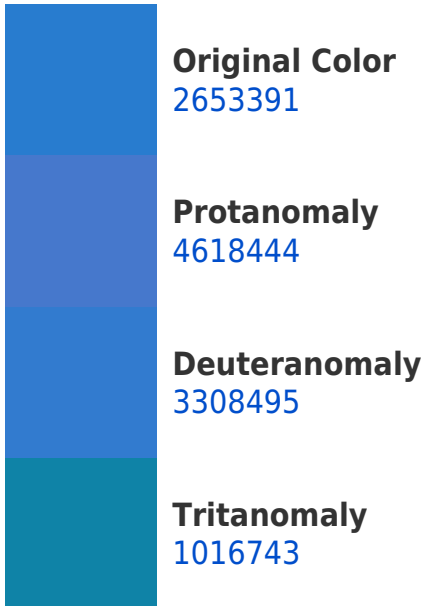 Original Color
2653391
Protanomaly
4618444
Deuteranomaly
3308495
Tritanomaly
1016743